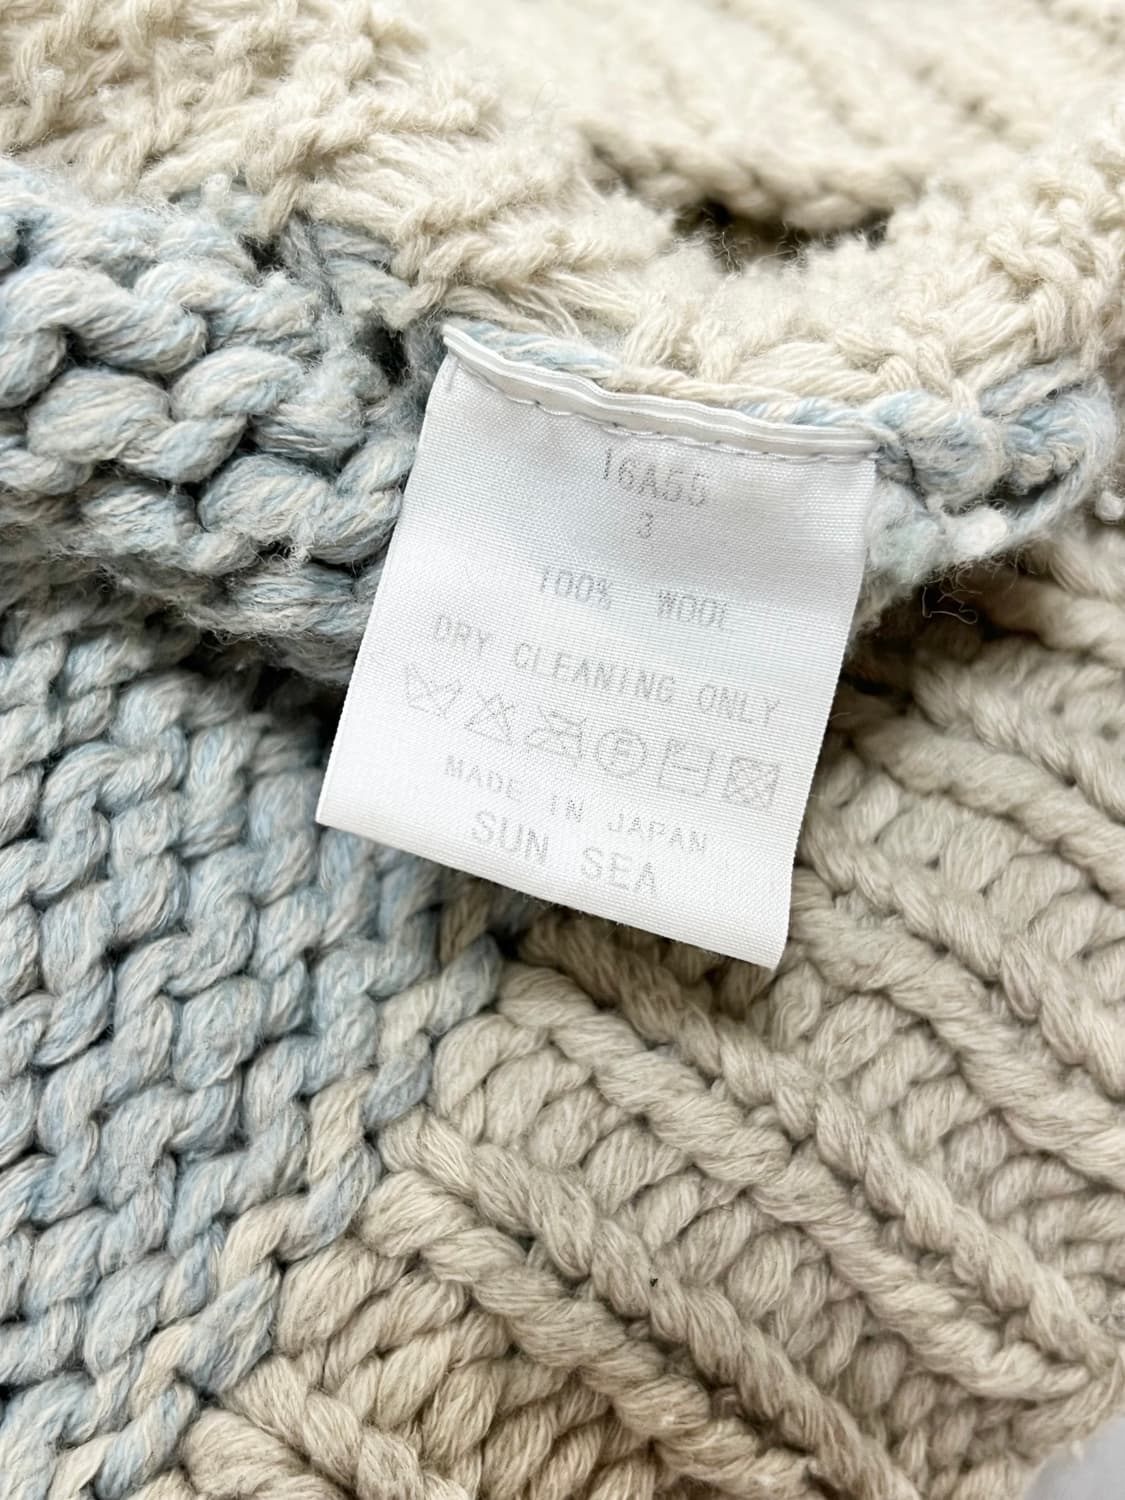 16A55
3
100% WOOL
DRY CLEANING ONLY
MADE IN JAPAN
SUN SEA